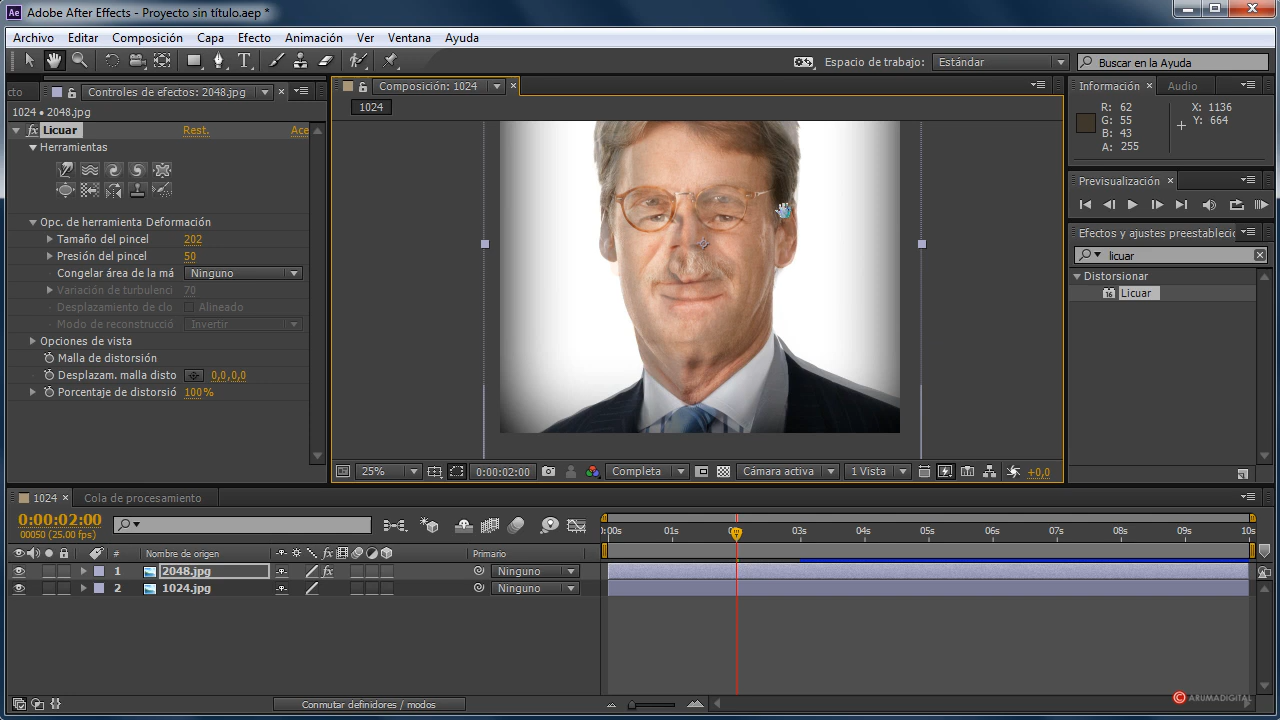 Ae Adobe After Effects - Proyecto sin título.aep *
Archivo Editar Composición Capa Efecto Animación Ver Ventana Ayuda
Espacio de trabajo: Estándar Buscar en la Ayuda
cto Controles de efectos: 2048.jpg
Composición: 1024
Información Audio
1024 • 2048.jpg
1024
R: 62 X: 1136
G: 55 Y: 664
B: 43
A: 255
fx Licuar Rest. Ace
Herramientas
Previsualización
Opc. de herramienta Deformación
Tamaño del pincel 202
Presión del pincel 50
Congelar área de la má Ninguno
Variación de turbulenci 70
Desplazamiento de clo Alineado
Modo de reconstrucció Invertir
Opciones de vista
Malla de distorsión
Desplazam. malla disto 0,0,0,0
Porcentaje de distorsió 100%
Efectos y ajustes preestablecic
licuar
Distorsionar
16 Licuar
25% 0:00:02:00 Completa Cámara activa 1 Vista +0,0
1024 Cola de procesamiento
0:00:02:00
00050 (25.00 fps)
):00s 01s 03s 04s 05s 06s 07s 08s 09s 10s
# Nombre de origen fx Primario
1 2048.jpg fx Ninguno
2 1024.jpg Ninguno
Conmutar definidores / modos
© ARUMADIGITAL